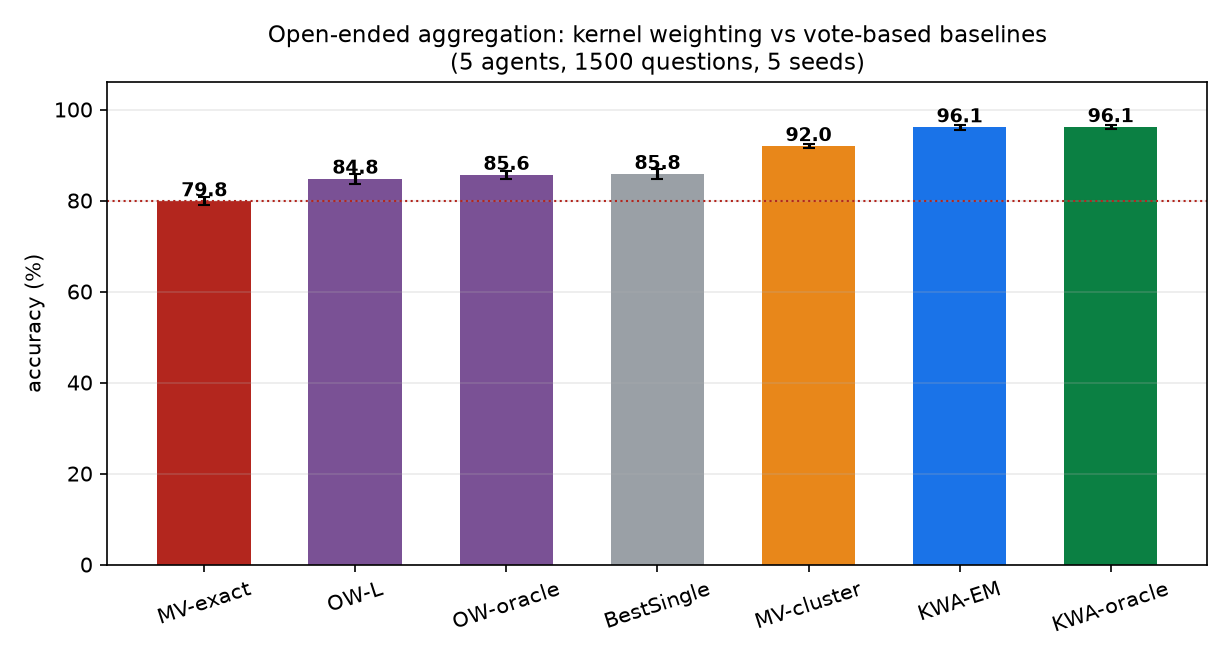 Open-ended aggregation: kernel weighting vs vote-based baselines
(5 agents, 1500 questions, 5 seeds)
accuracy (%)
100
80
60
40
20
0
79.8
84.8
85.6
85.8
92.0
96.1
96.1
MV-exact
OW-L
OW-oracle
BestSingle
MV-cluster
KWA-EM
KWA-oracle